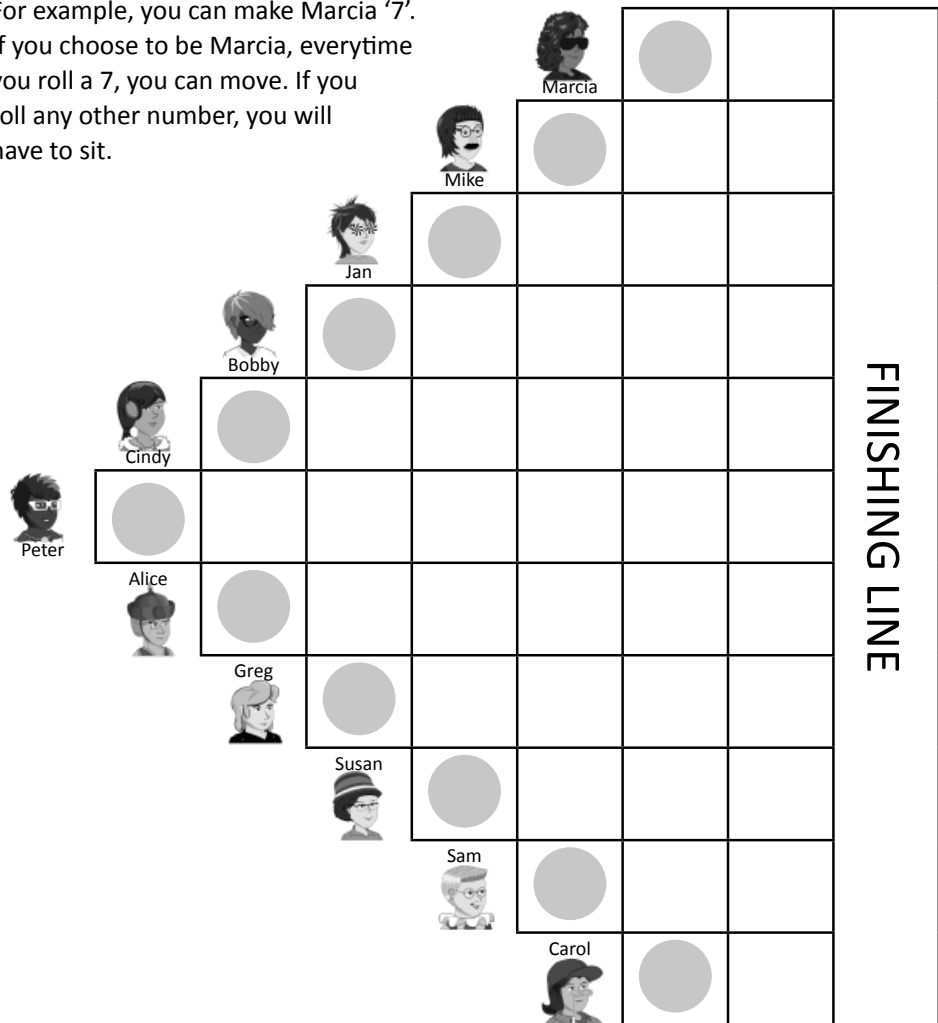 For example, you can make Marcia ‘7’.
If you choose to be Marcia, everytime
you roll a 7, you can move. If you
roll any other number, you will
have to sit.
Marcia
Mike
Jan
Bobby
Cindy
Peter
Alice
Greg
Susan
Sam
Carol
FINISHING LINE